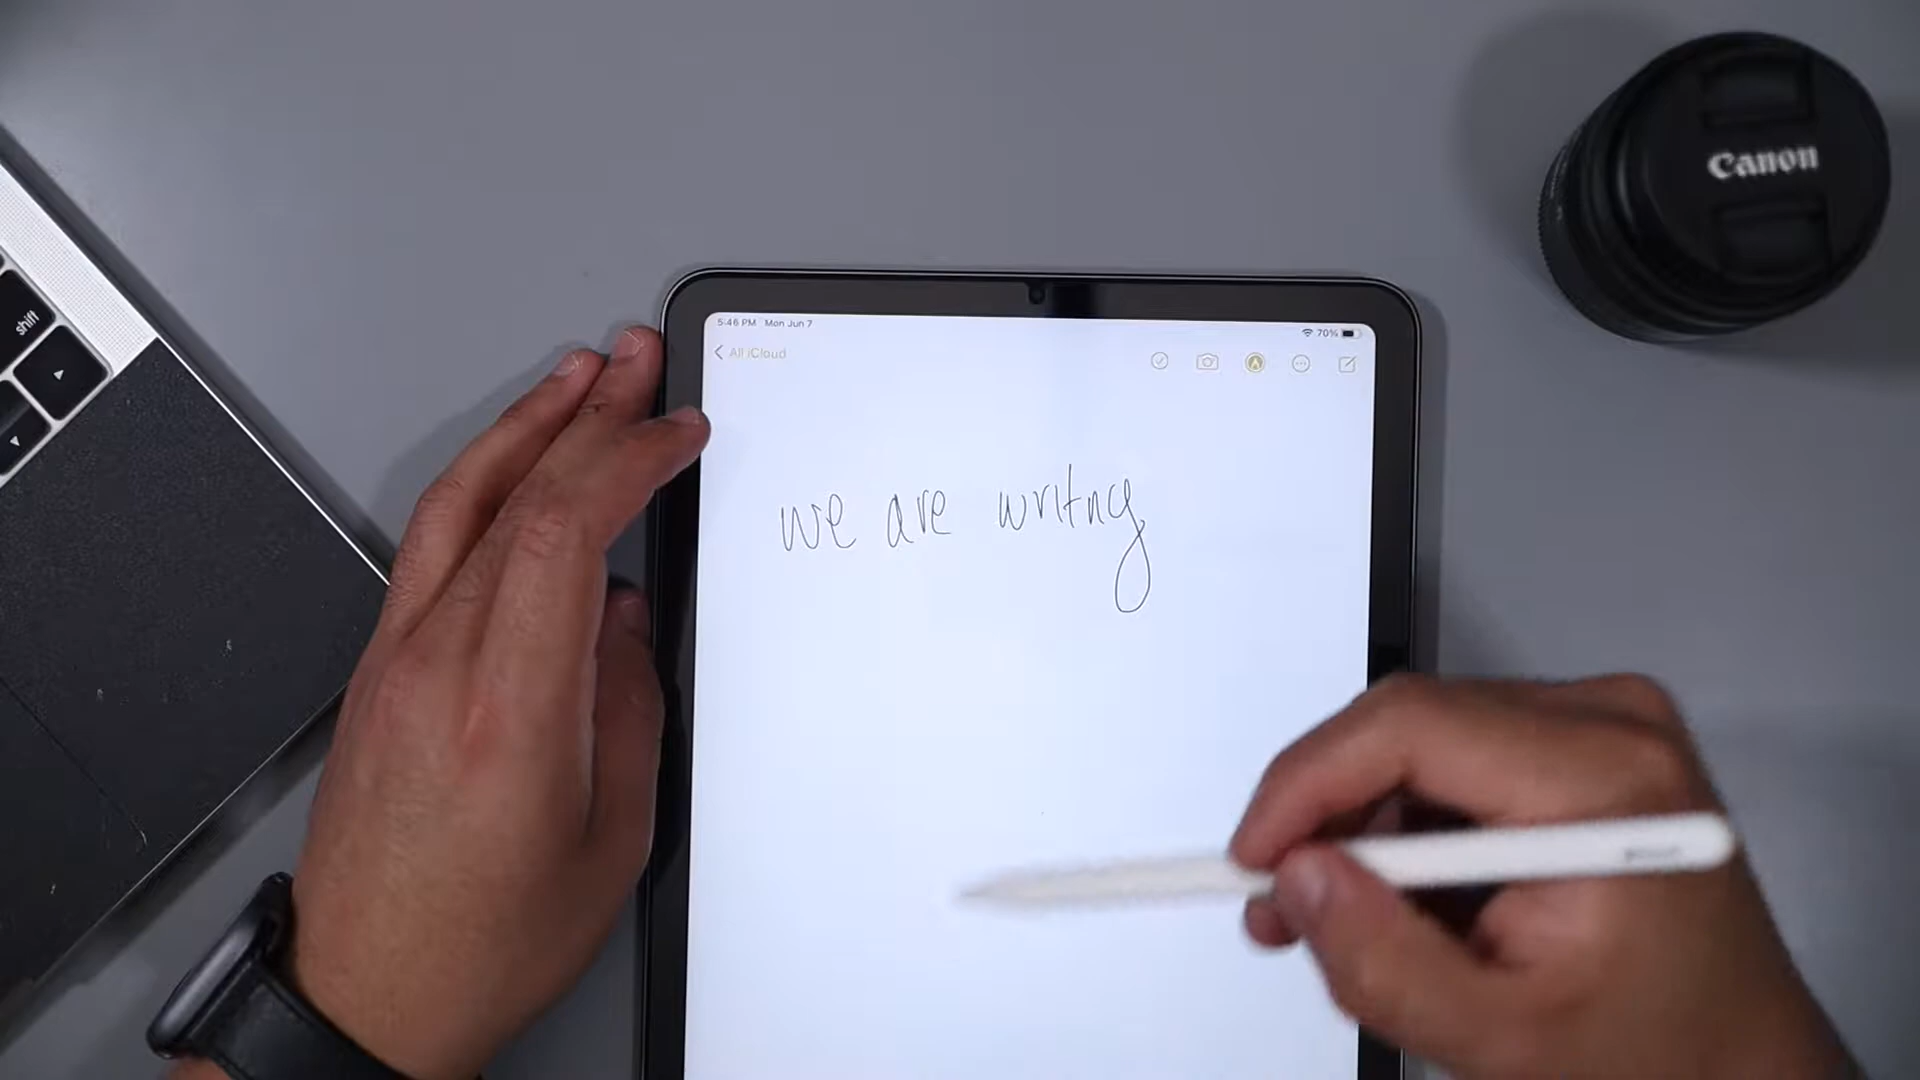 Canon
5:46 PM Mon Jun 7
70%
All iCloud
shift
we are writng